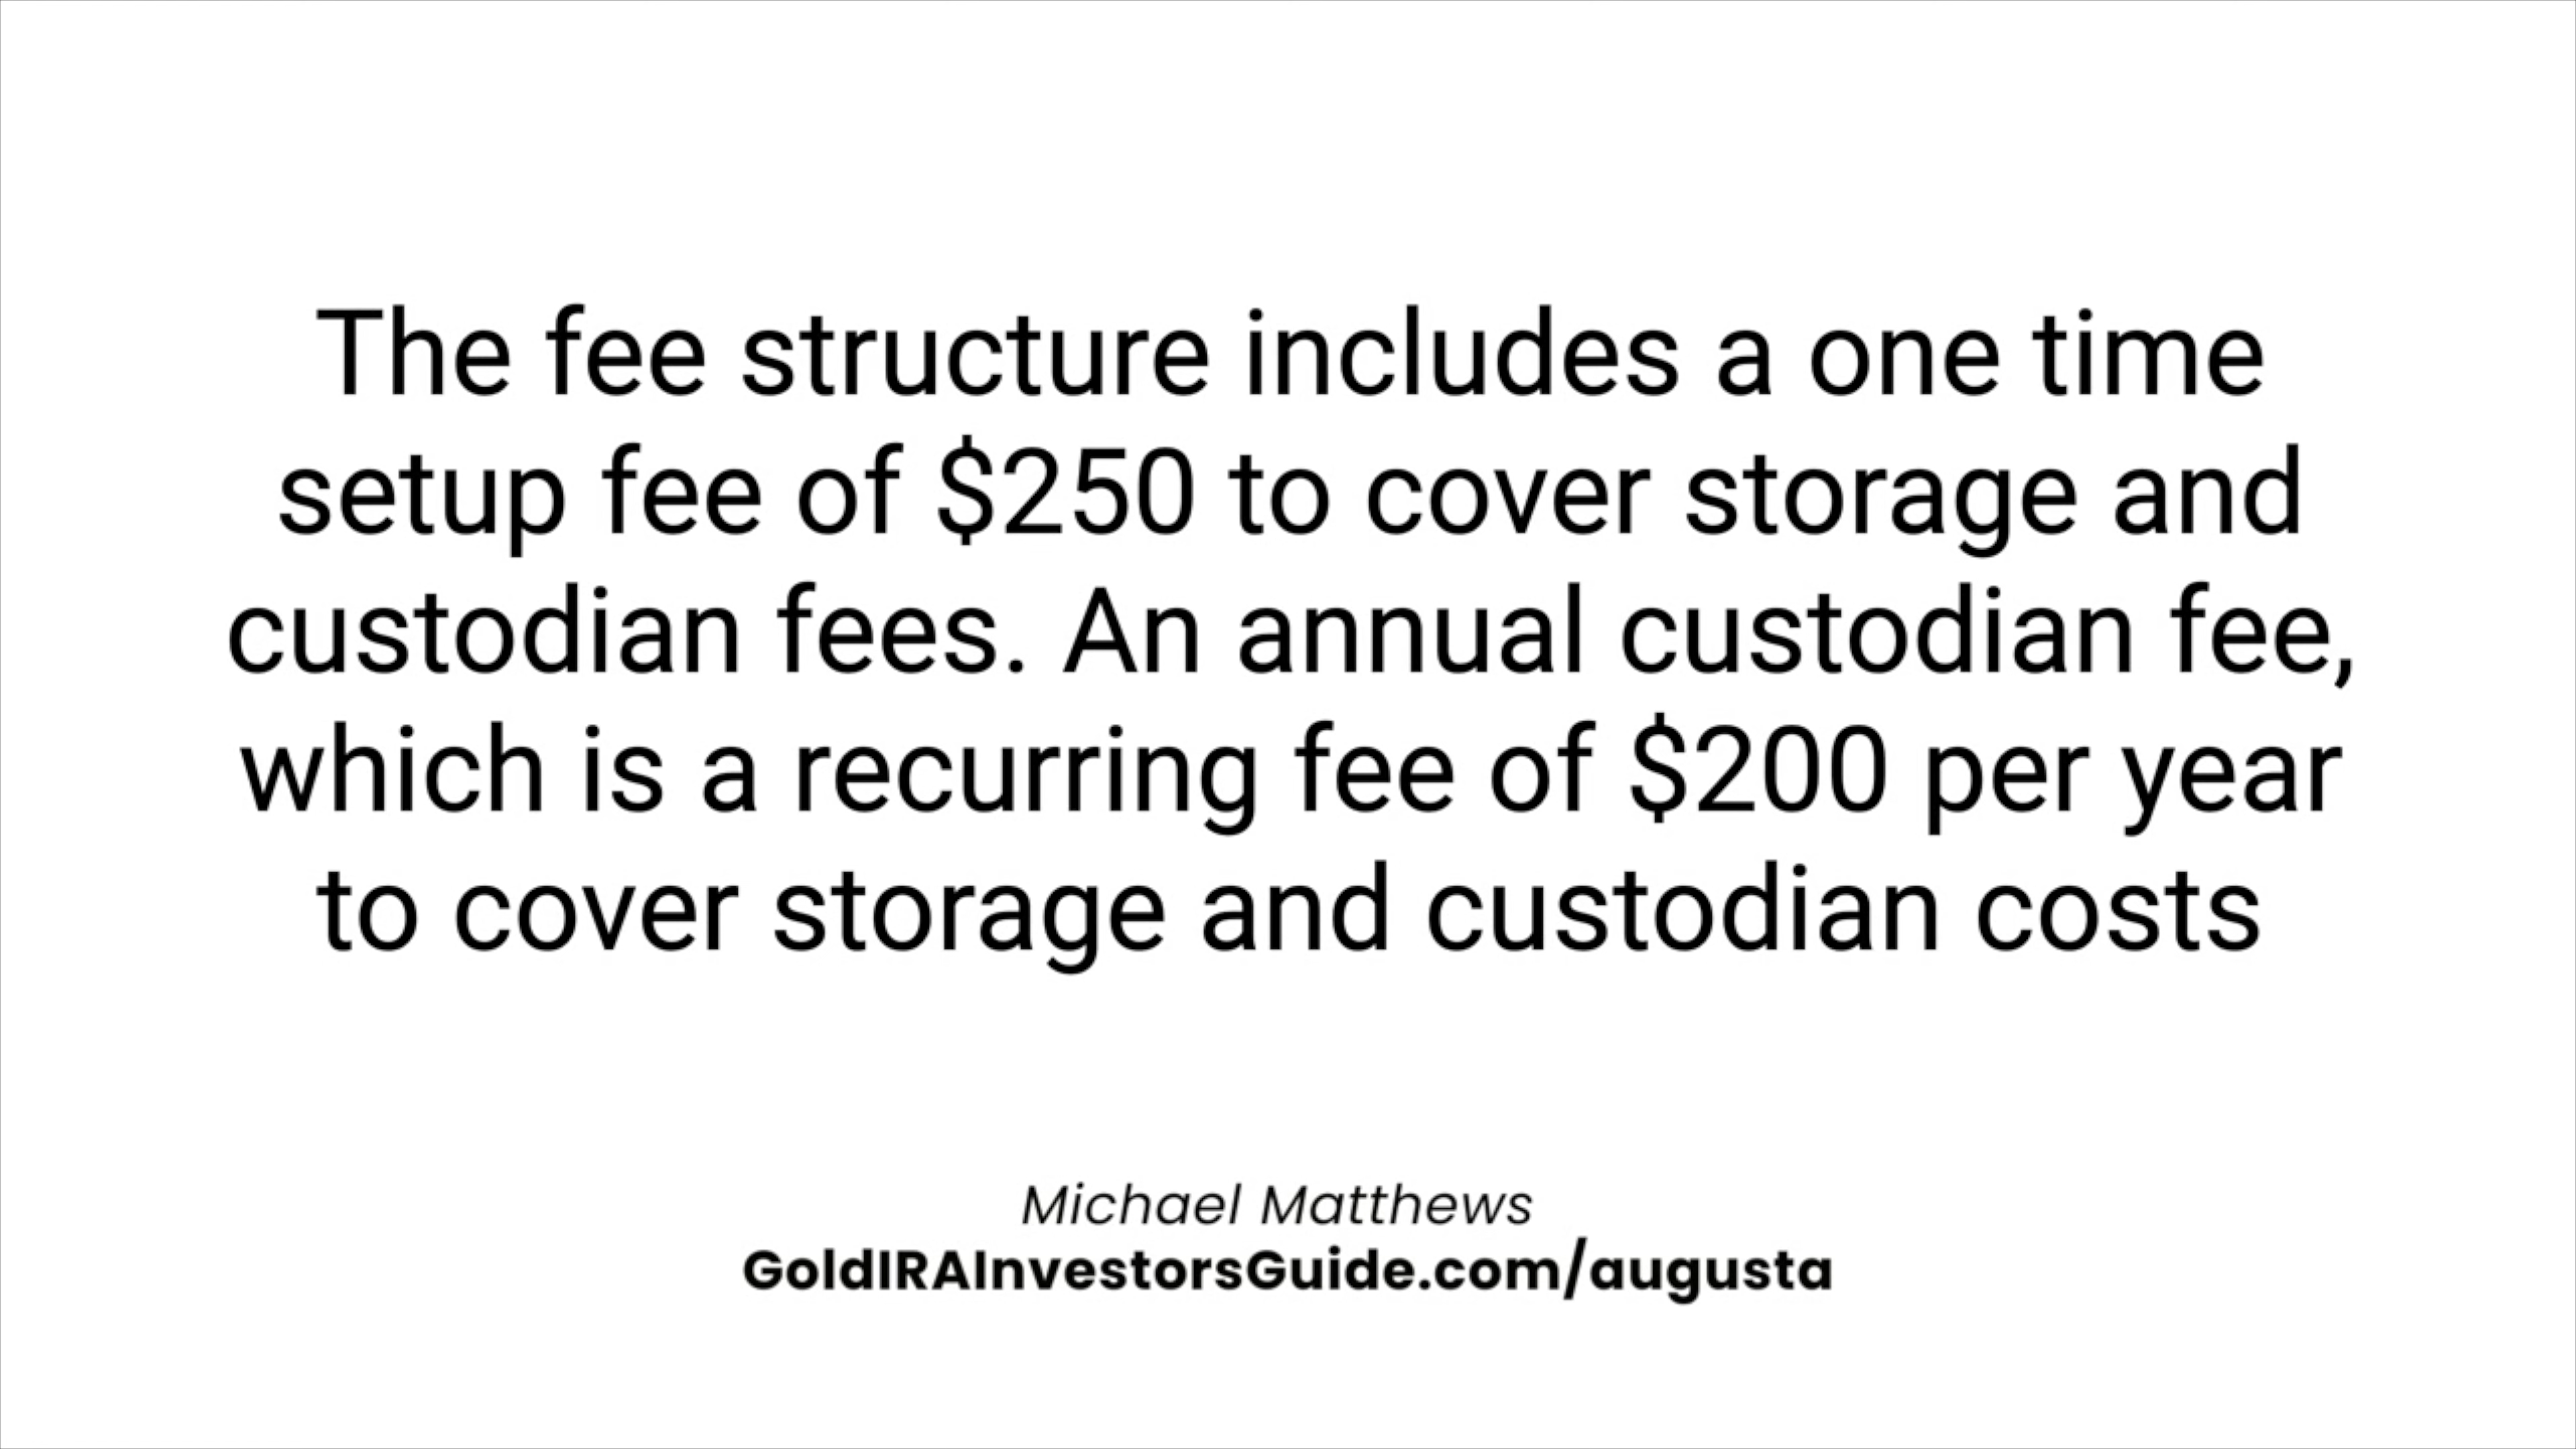 The fee structure includes a one time
setup fee of $250 to cover storage and
custodian fees. An annual custodian fee,
which is a recurring fee of $200 per year
to cover storage and custodian costs
Michael Matthews
GoldIRAInvestorsGuide.com/augusta